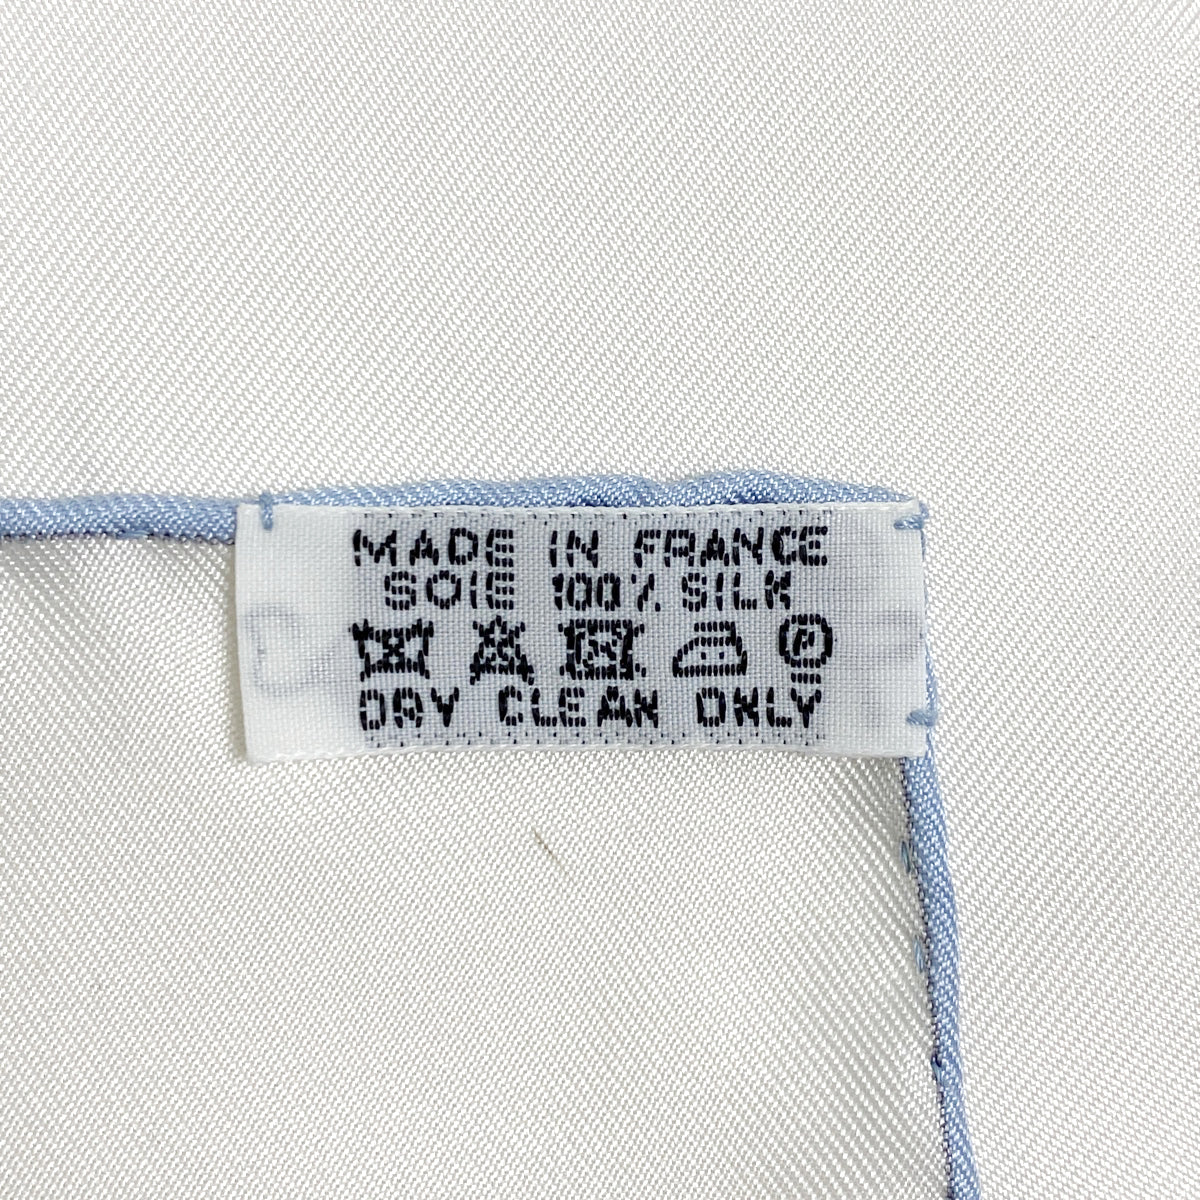 MADE IN FRANCE
SOIE 100% SILK
P
DRY CLEAN ONLY